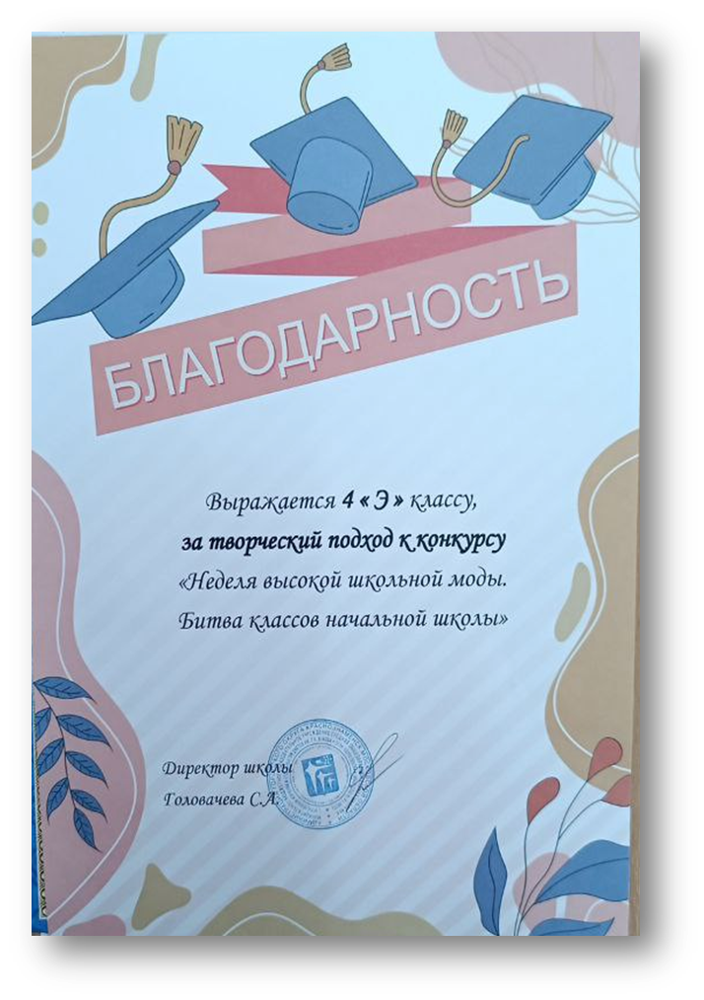 БЛАГОДАРНОСТЬ
Выражается 4 « Э » классу,
за творческий подход к конкурсу
«Неделя высокой школьной моды.
Битва классов начальной школы»
Директор школы
Головачева С.А.